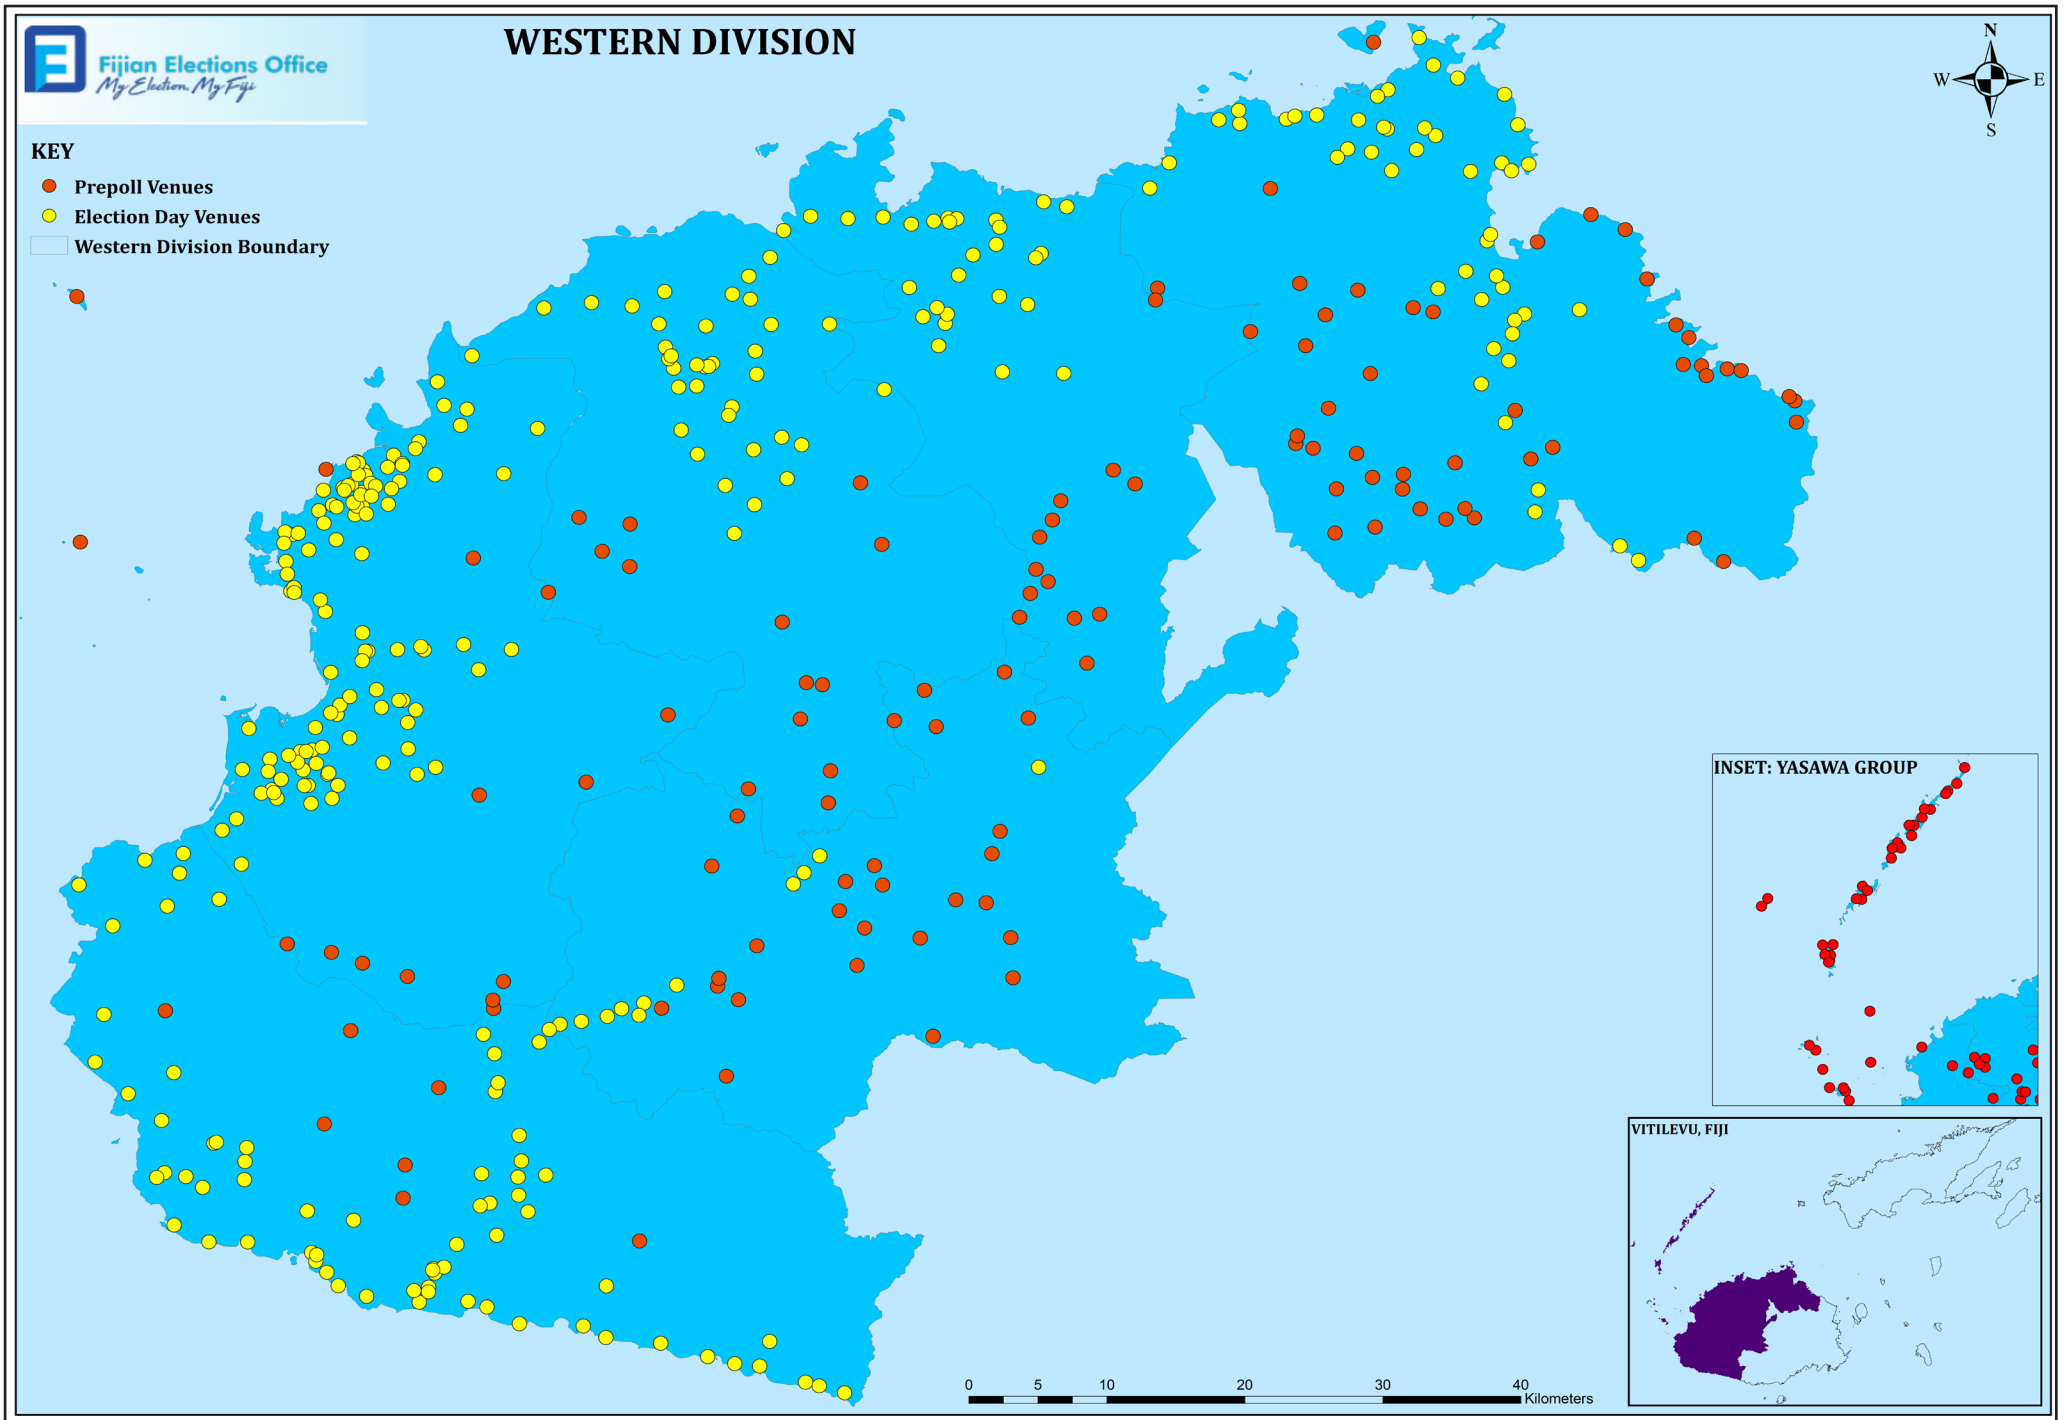 WESTERN DIVISION
Fijian Elections Office
My Election, My Fiji
N
W E
S
KEY
Prepoll Venues
Election Day Venues
Western Division Boundary
INSET: YASAWA GROUP
VITILEVU, FIJI
0 5 10 20 30 40
Kilometers